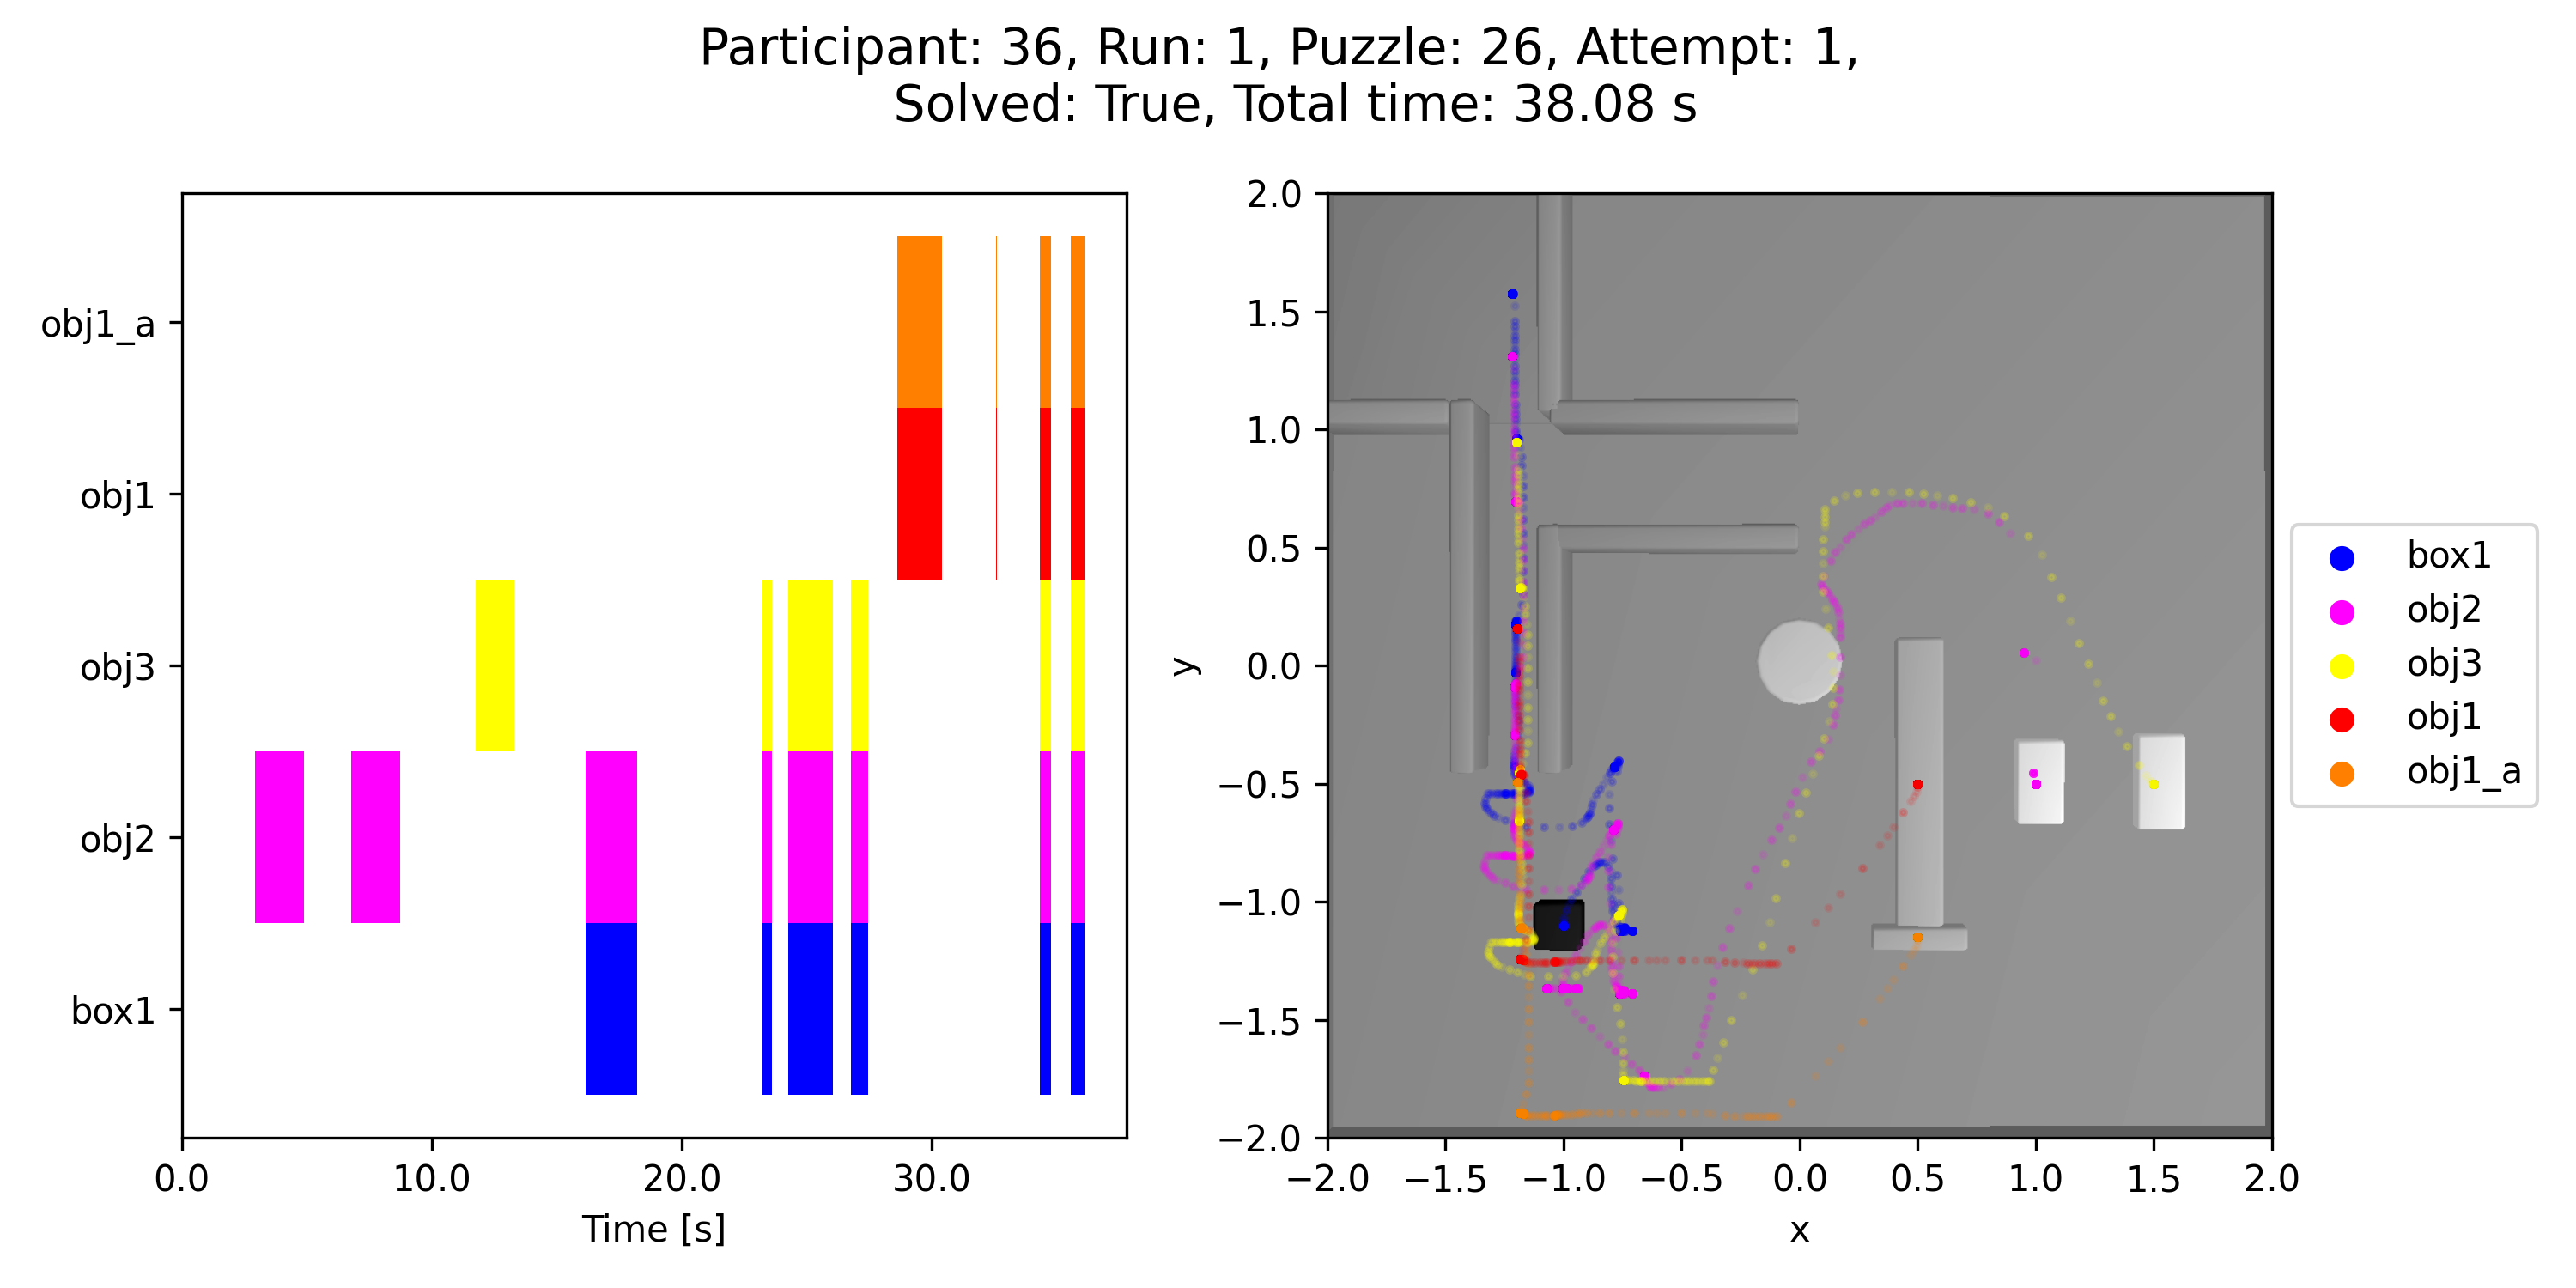 Participant: 36, Run: 1, Puzzle: 26, Attempt: 1,
Solved: True, Total time: 38.08 s
obj1_a
obj1
obj3
obj2
box1
0.0
10.0
20.0
30.0
Time [s]
2.0
1.5
1.0
0.5
0.0
−0.5
−1.0
−1.5
−2.0
y
−2.0
−1.5
−1.0
−0.5
0.0
0.5
1.0
1.5
2.0
x
box1
obj2
obj3
obj1
obj1_a